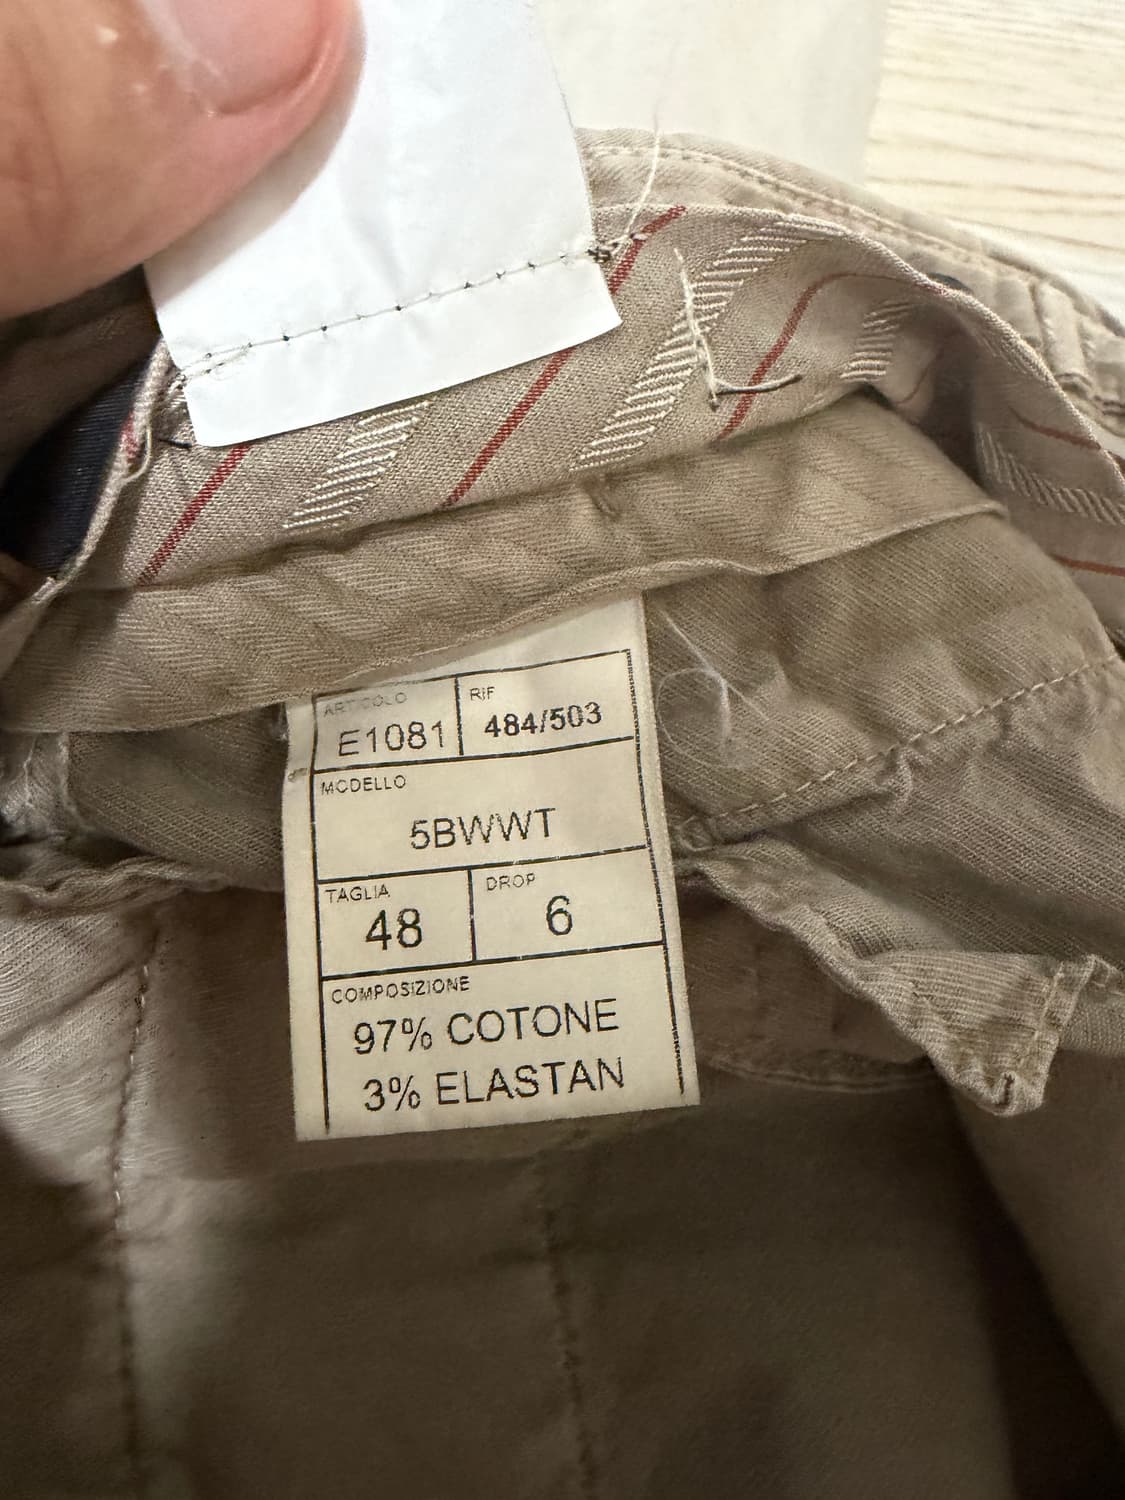 ARTICOLO RIF
E1081 484/503
MODELLO
5BWWT
TAGLIA DROP
48 6
COMPOSIZIONE
97% COTONE
3% ELASTAN